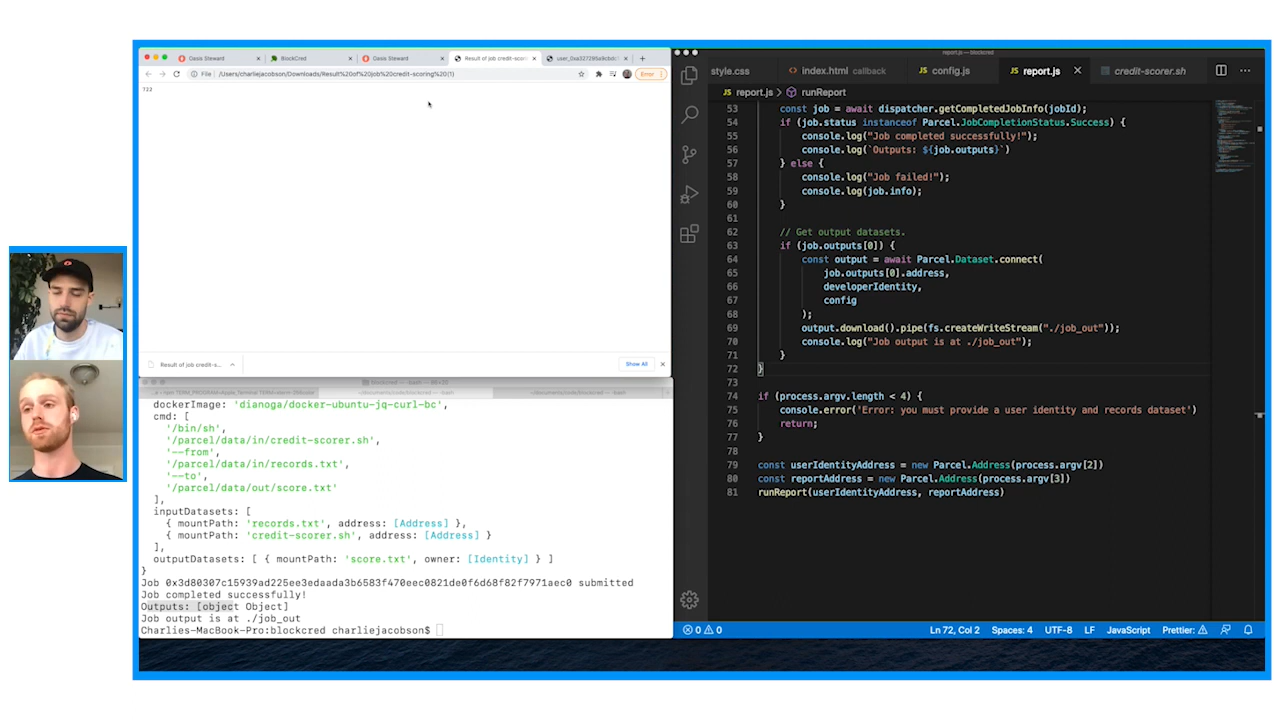 Oasis Steward
BlockCred
Oasis Steward
Result of job credit-scor
File /Users/charliejacobson/Downloads/Result%20of%20job%20credit-scoring%20(1)
Error
722
Result of job credit-s...
Show All
blockcred — -bash — 88×21
~/documents/code/blockcred — -bash
dockerImage: 'dianoga/docker-ubuntu-jq-curl-bc',
cmd: [
'/bin/sh',
'/parcel/data/in/credit-scorer.sh',
'--from',
'/parcel/data/in/records.txt',
'--to',
'/parcel/data/out/score.txt'
],
inputDatasets: [
{ mountPath: 'records.txt', address: [Address] },
{ mountPath: 'credit-scorer.sh', address: [Address] }
],
outputDatasets: [ { mountPath: 'score.txt', owner: [Identity] } ]
}
Job 0x3d80307c15939ad225ee3edaada3b6583f470eec0821de0f6d68f82f7971aec0 submitted
Job completed successfully!
Outputs: [object Object]
Job output is at ./job_out
Charlies-MacBook-Pro:blockcred charliejacobson$
report.js — blockcred
style.css
JS index.html callback
JS config.js
JS report.js
credit-scorer.sh
JS report.js > runReport
53 const job = await dispatcher.getCompletedJobInfo(jobId);
54 if (job.status instanceof Parcel.JobCompletionStatus.Success) {
55 console.log("Job completed successfully!");
56 console.log(`Outputs: ${job.outputs}`)
57 } else {
58 console.log("Job failed!");
59 console.log(job.info);
60 }
61
62 // Get output datasets.
63 if (job.outputs[0]) {
64 const output = await Parcel.Dataset.connect(
65 job.outputs[0].address,
66 developerIdentity,
67 config
68 );
69 output.download().pipe(fs.createWriteStream("./job_out"));
70 console.log("Job output is at ./job_out");
71 }
72 }
73
74 if (process.argv.length < 4) {
75 console.error('Error: you must provide a user identity and records dataset')
76 return;
77 }
78
79 const userIdentityAddress = new Parcel.Address(process.argv[2])
80 const reportAddress = new Parcel.Address(process.argv[3])
81 runReport(userIdentityAddress, reportAddress)
0 0
Ln 72, Col 2 Spaces: 4 UTF-8 LF JavaScript Prettier: